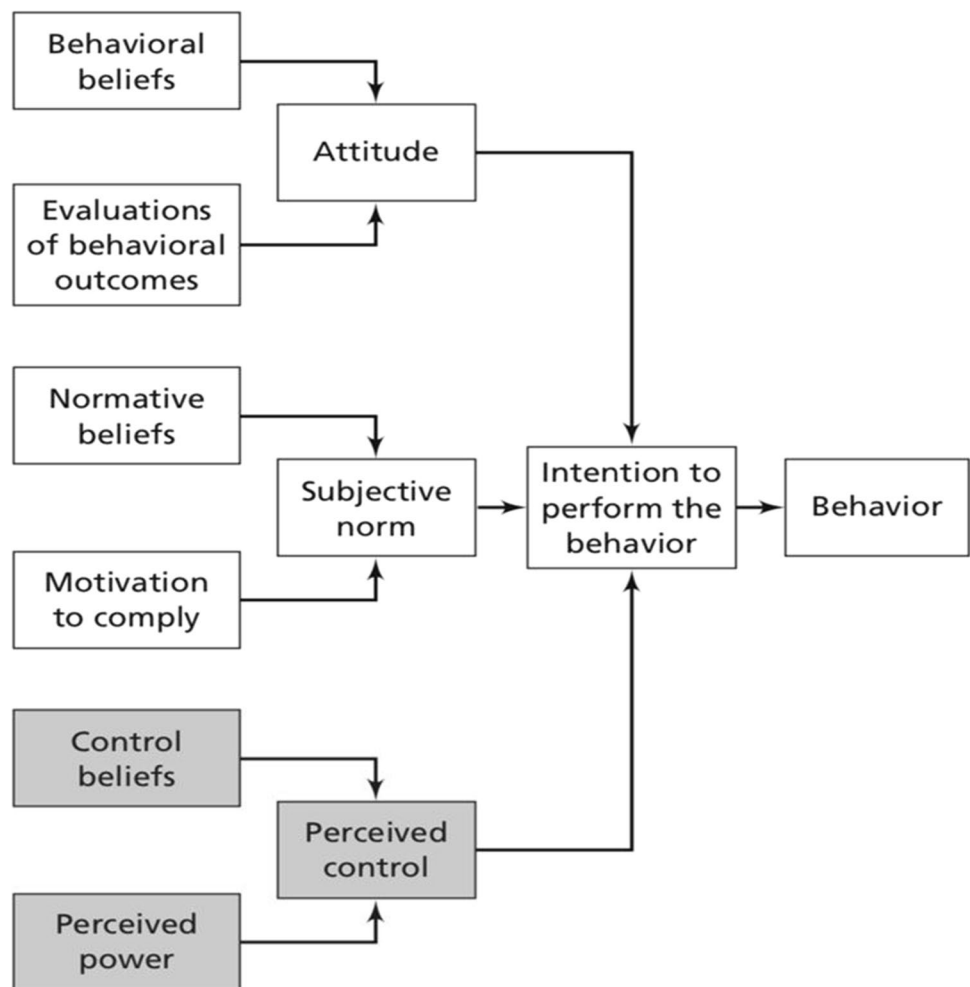 Behavioral
beliefs
Attitude
Evaluations
of behavioral
outcomes
Normative
beliefs
Subjective
norm
Motivation
to comply
Intention to
perform the
behavior
Behavior
Control
beliefs
Perceived
control
Perceived
power